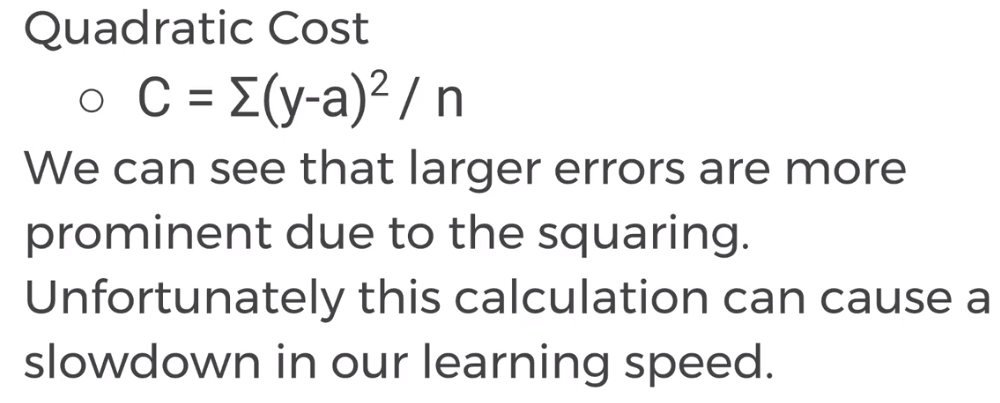 Quadratic Cost
○ C = Σ(y-a)² / n
We can see that larger errors are more
prominent due to the squaring.
Unfortunately this calculation can cause a
slowdown in our learning speed.